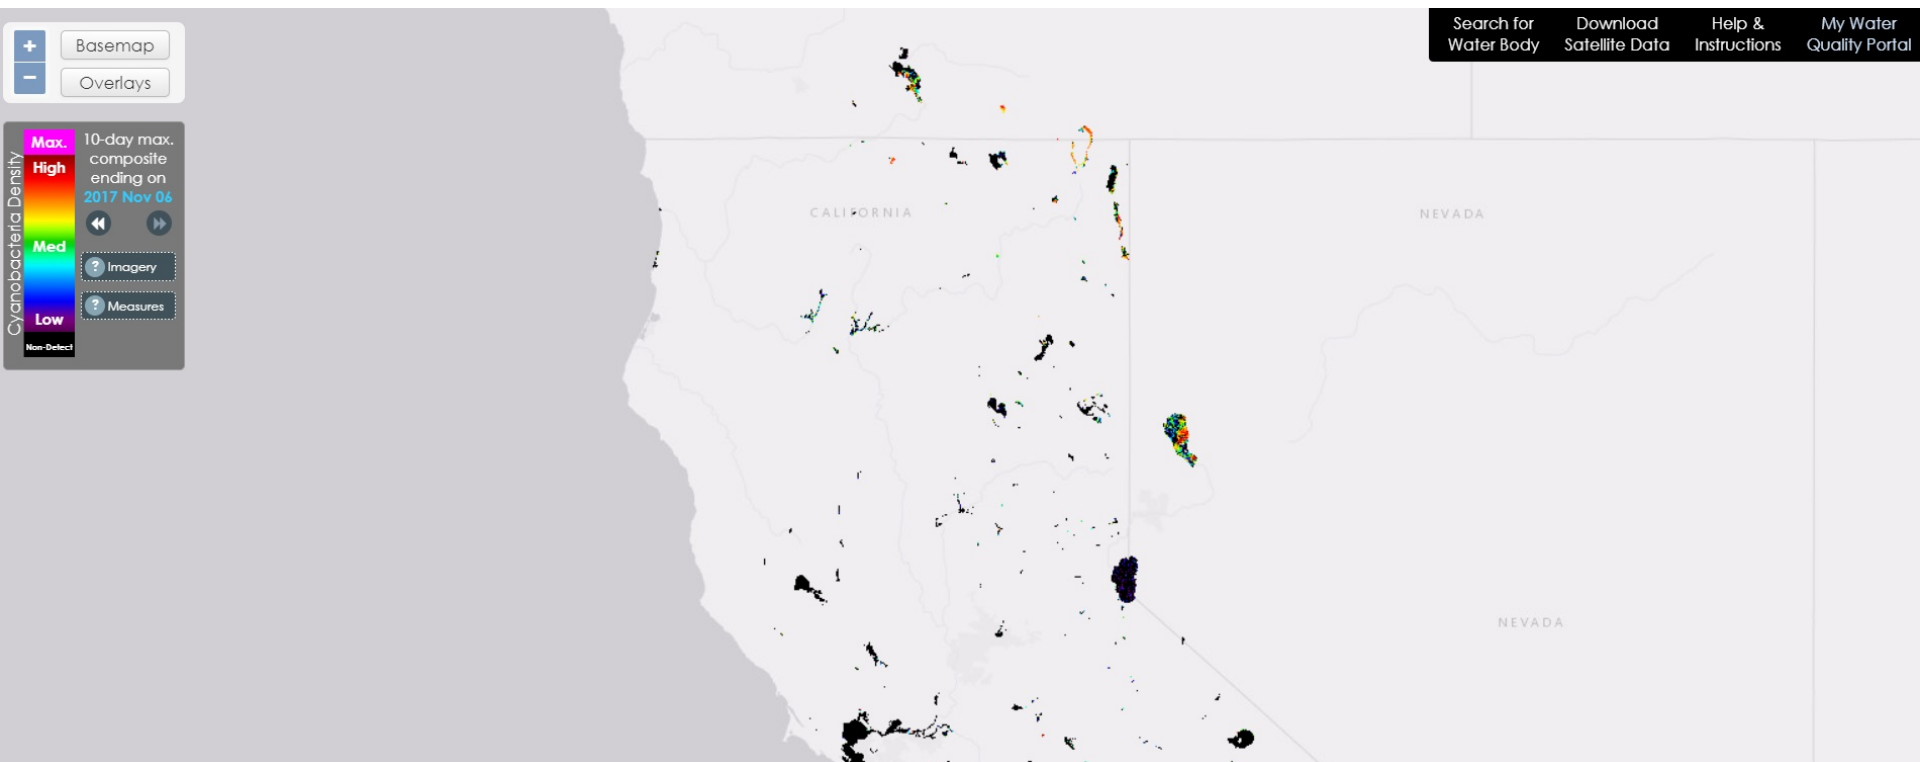 +
Basemap
−
Overlays
Search for
Water Body
Download
Satellite Data
Help &
Instructions
My Water
Quality Portal
Cyanobacteria Density
Max.
High
Med
Low
Non-Detect
10-day max.
composite
ending on
2017 Nov 06
? Imagery
? Measures
CALIFORNIA
NEVADA
NEVADA